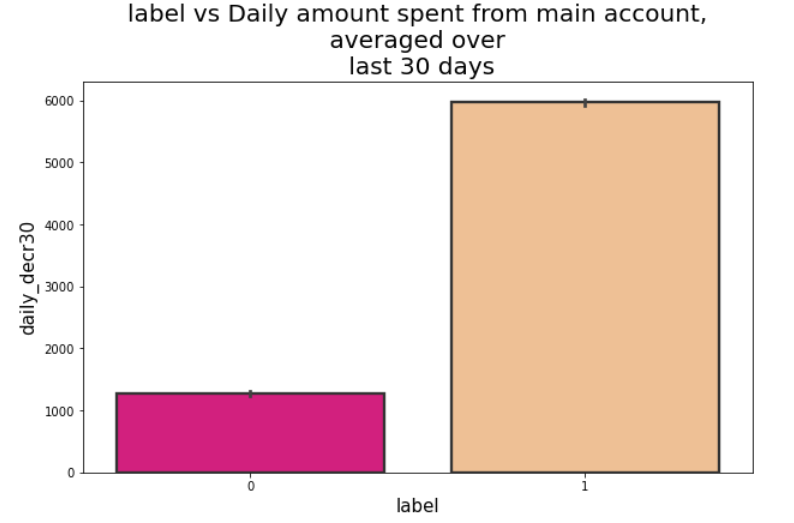 label vs Daily amount spent from main account,
averaged over
last 30 days
6000
5000
4000
3000
2000
1000
0
daily_decr30
0
1
label